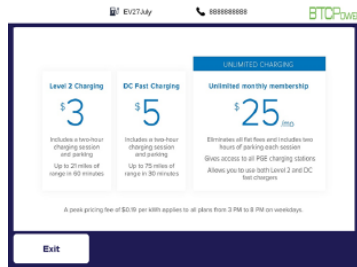 EV27July
8888888888
BTCPower
UNLIMITED CHARGING
Level 2 Charging
$3
Includes a two-hour
charging session
and parking
Up to 21 miles of
range in 60 minutes
DC Fast Charging
$5
Includes a two-hour
charging session
and parking
Up to 75 miles of
range in 30 minutes
Unlimited monthly membership
$25/mo
Eliminates all flat fees and includes two
hours of parking each session
Gives access to all PGE charging stations
Allows you to use both Level 2 and DC
fast chargers
A peak pricing fee of $0.19 per kWh applies to all plans from 3 PM to 8 PM on weekdays.
Exit